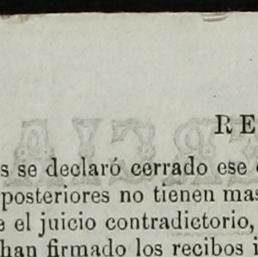 RE
s se declaró cerrado ese
posteriores no tienen mas
e el juicio contradictorio,
han firmado los recibos i